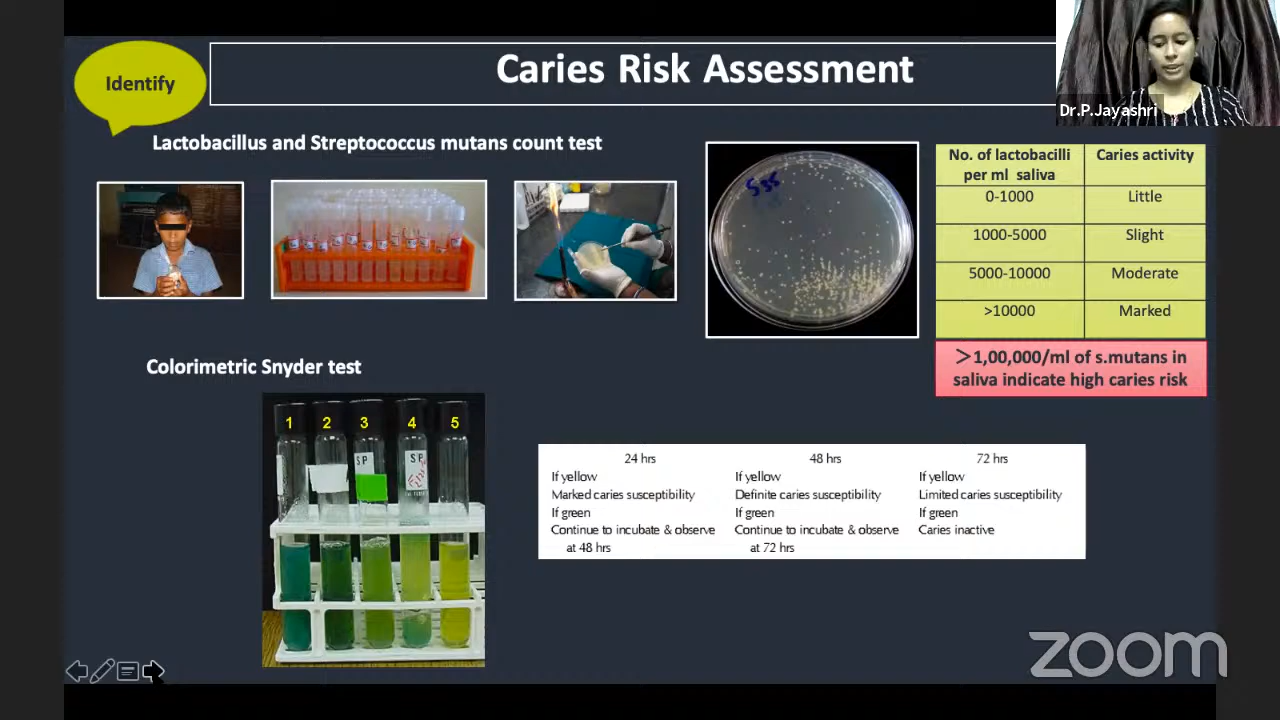 Identify
Caries Risk Assessment
Dr.P.Jayashri
Lactobacillus and Streptococcus mutans count test
535
No. of lactobacilli per ml saliva
Caries activity
0-1000
Little
1000-5000
Slight
5000-10000
Moderate
>10000
Marked
>1,00,000/ml of s.mutans in
saliva indicate high caries risk
Colorimetric Snyder test
1 2 3 4 5
SP
SP
24 hrs
If yellow
Marked caries susceptibility
If green
Continue to incubate & observe
at 48 hrs
48 hrs
If yellow
Definite caries susceptibility
If green
Continue to incubate & observe
at 72 hrs
72 hrs
If yellow
Limited caries susceptibility
If green
Caries inactive
zoom